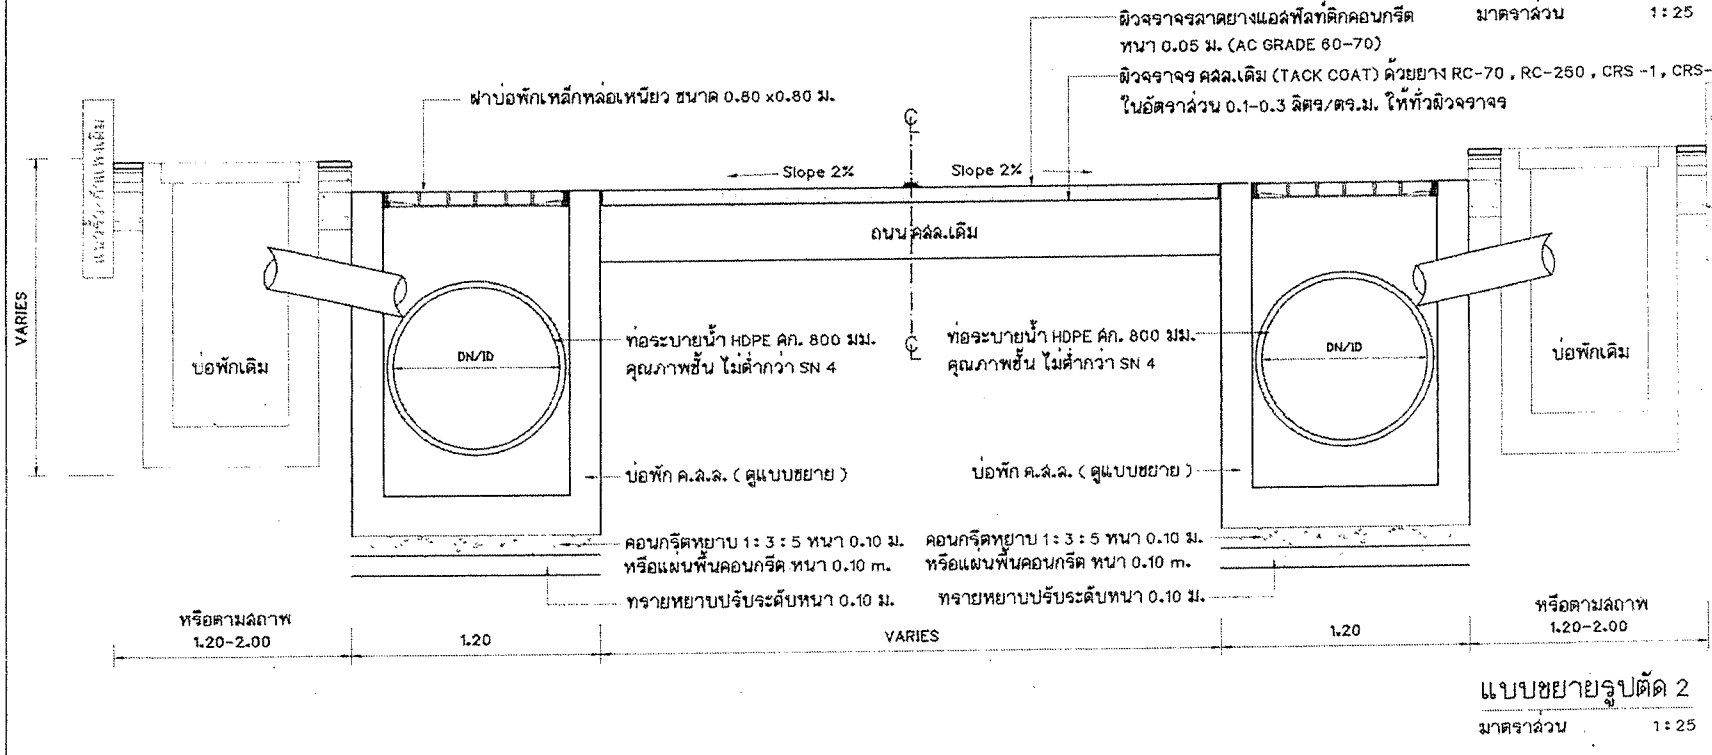 ผิวจราจรลาดยางแอสฟัลท์ติกคอนกรีต
หนา 0.05 ม. (AC GRADE 60-70)
มาตราส่วน 1:25
ผิวจราจร คสล.เดิม (TACK COAT) ด้วยยาง RC-70 , RC-250 , CRS -1, CRS-
ในอัตราส่วน 0.1-0.3 ลิตร/ตร.ม. ให้ทั่วผิวจราจร
ฝาบ่อพักเหล็กหล่อเหนียว ขนาด 0.80 x0.80 ม.
Slope 2%
Slope 2%
ถนน คสล.เดิม
VARIES
บ่อพักเดิม
DN/ID
ท่อระบายน้ำ HDPE ศก. 800 มม.
คุณภาพชั้น ไม่ต่ำกว่า SN 4
ท่อระบายน้ำ HDPE ศก. 800 มม.
คุณภาพชั้น ไม่ต่ำกว่า SN 4
DN/ID
บ่อพักเดิม
บ่อพัก ค.ส.ล. ( ดูแบบขยาย )
บ่อพัก ค.ส.ล. ( ดูแบบขยาย )
คอนกรีตหยาบ 1: 3 : 5 หนา 0.10 ม.
หรือแผ่นพื้นคอนกรีต หนา 0.10 m.
คอนกรีตหยาบ 1: 3 : 5 หนา 0.10 ม.
หรือแผ่นพื้นคอนกรีต หนา 0.10 m.
ทรายหยาบปรับระดับหนา 0.10 ม.
ทรายหยาบปรับระดับหนา 0.10 ม.
หรือตามสภาพ
1.20-2.00
1.20
VARIES
1.20
หรือตามสภาพ
1.20-2.00
แบบขยายรูปตัด 2
มาตราส่วน 1:25